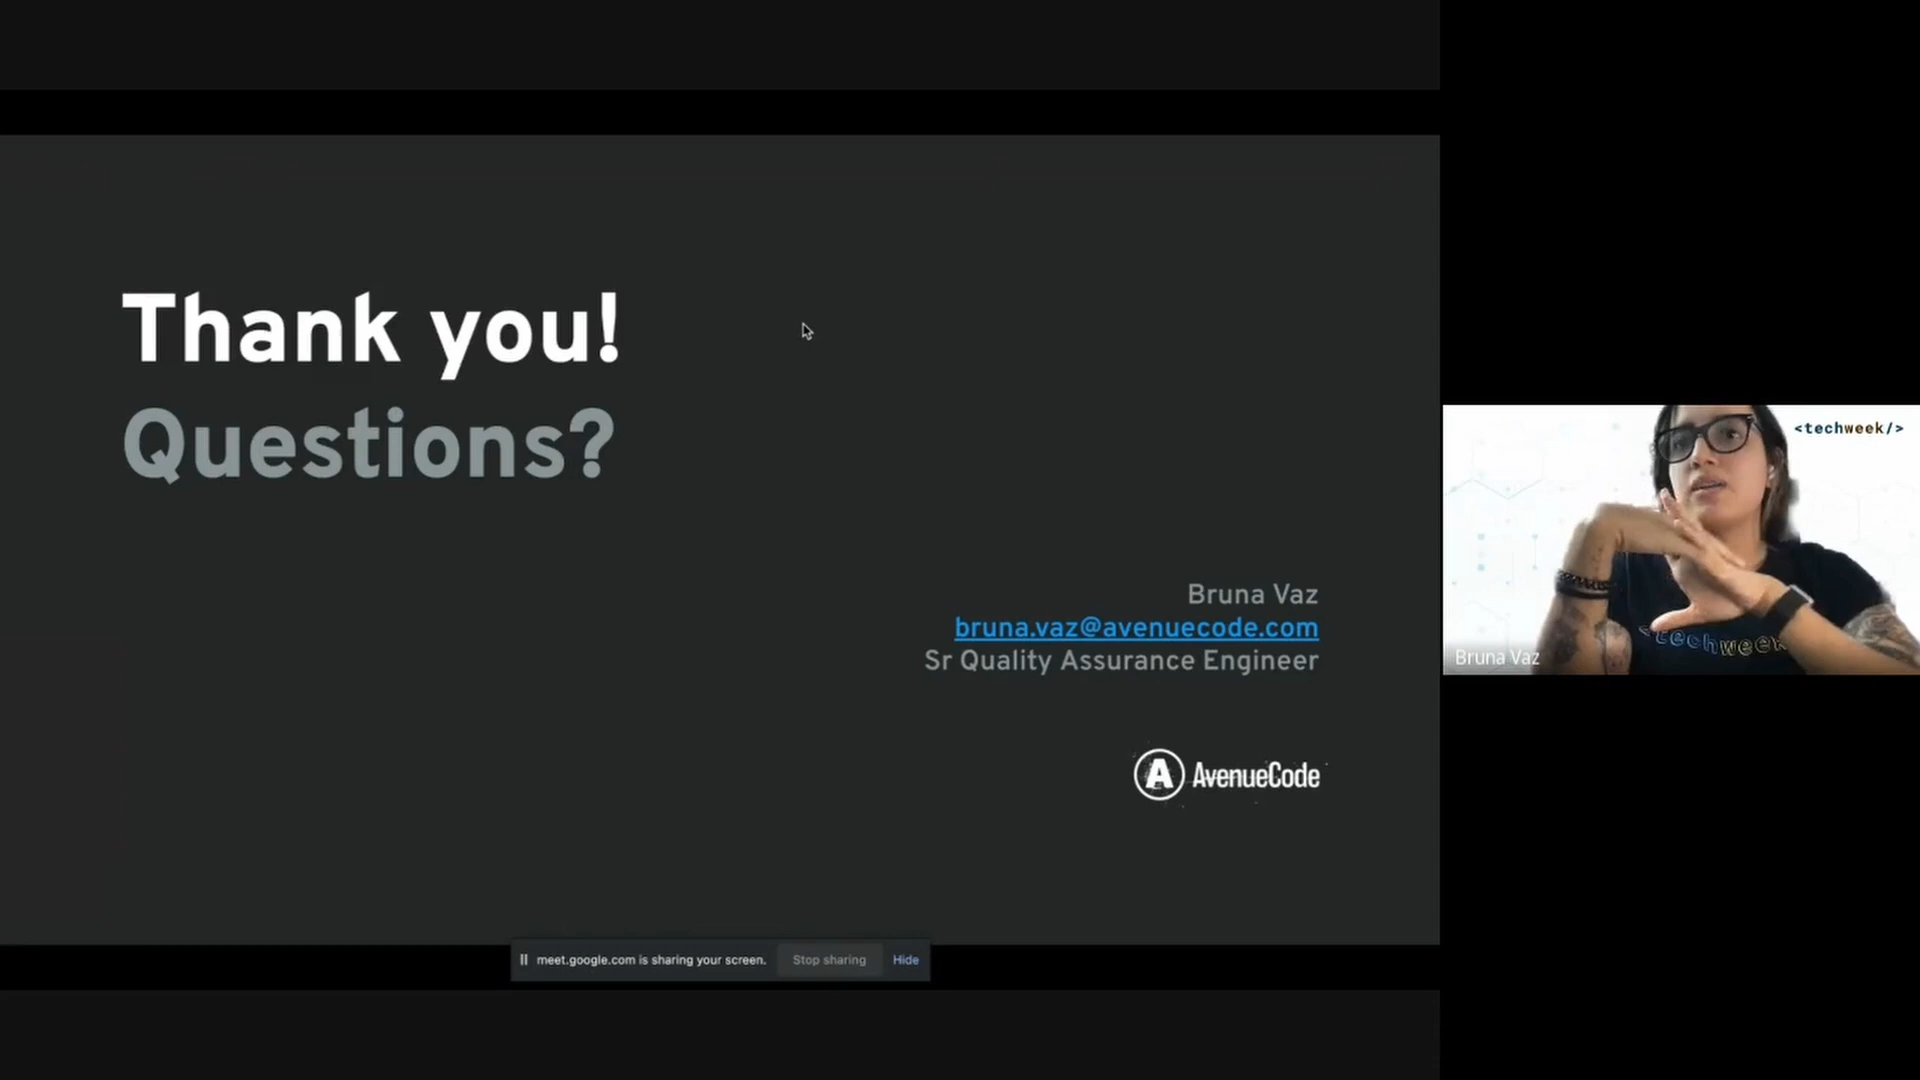 Thank you!
Questions?
<techweek/>
Bruna Vaz
bruna.vaz@avenuecode.com
Sr Quality Assurance Engineer
<techweek
Bruna Vaz
A AvenueCode
meet.google.com is sharing your screen. Stop sharing Hide